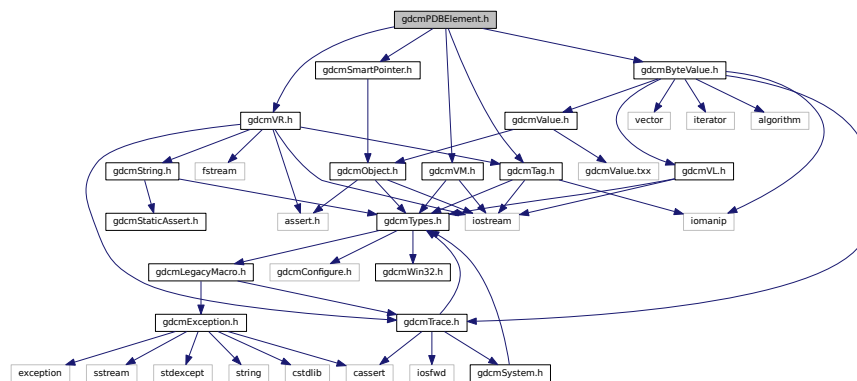 gdcmPDBElement.h
gdcmSmartPointer.h
gdcmByteValue.h
gdcmVR.h
gdcmValue.h
vector
iterator
algorithm
gdcmString.h
fstream
gdcmObject.h
gdcmVM.h
gdcmTag.h
gdcmValue.txx
gdcmVL.h
gdcmStaticAssert.h
assert.h
gdcmTypes.h
iostream
iomanip
gdcmLegacyMacro.h
gdcmConfigure.h
gdcmWin32.h
gdcmException.h
gdcmTrace.h
exception
sstream
stdexcept
string
cstdlib
cassert
iosfwd
gdcmSystem.h